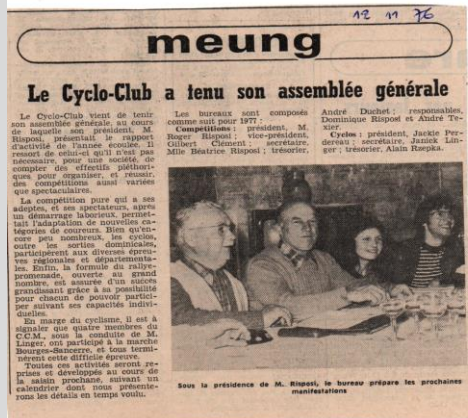 12 11 76
meung
Le Cyclo-Club a tenu son assemblée générale
Le Cyclo-Club vient de tenir
son assemblée générale, au cours
de laquelle son président, M.
Risposi, présentait le rapport
d'activité de l'année écoulée. Il
ressort de celui-ci qu'il n'est pas
nécessaire, pour une société, de
compter des effectifs pléthori-
ques pour organiser, et réussir,
des compétitions aussi variées
que spectaculaires.
La compétition pure qui a ses
adeptes, et ses spectateurs, après
un démarrage laborieux, permet-
tait l'adaptation de nouvelles ca-
tégories de coureurs. Bien qu'en-
core peu nombreux, les cyclos,
outre les sorties dominicales,
participèrent aux diverses épreu-
ves régionales et départementa-
les. Enfin, la formule du rallye-
promenade, ouverte au grand
nombre, est assurée d'un succès
grandissant grâce à sa possibilité
pour chacun de pouvoir partici-
per suivant ses capacités indivi-
duelles.
En marge du cyclisme, il est à
signaler que quatre membres du
C.C.M., sous la conduite de M.
Linger, ont participé à la marche
Bourges-Sancerre, et tous termi-
nèrent cette difficile épreuve.
Toutes ces activités seront re-
prises et développés au cours de
la saisin prochane, suivant un
calendrier dont nous présente-
rons les détails en temps voulu.
Les bureaux sont composés
comme suit pour 1977 :
Compétitions : président, M.
Roger Risposi ; vice-président,
Gilbert Clément ; secrétaire,
Mlle Béatrice Risposi ; trésorier,
André Duchet ; responsables,
Dominique Risposi et André Te-
xier.
Cyclos : président, Jackie Per-
dereau ; secrétaire, Janick Lin-
ger ; trésorier, Alain Rsepka.
Sous la présidence de M. Risposi, le bureau prépare les prochaines
manifestations